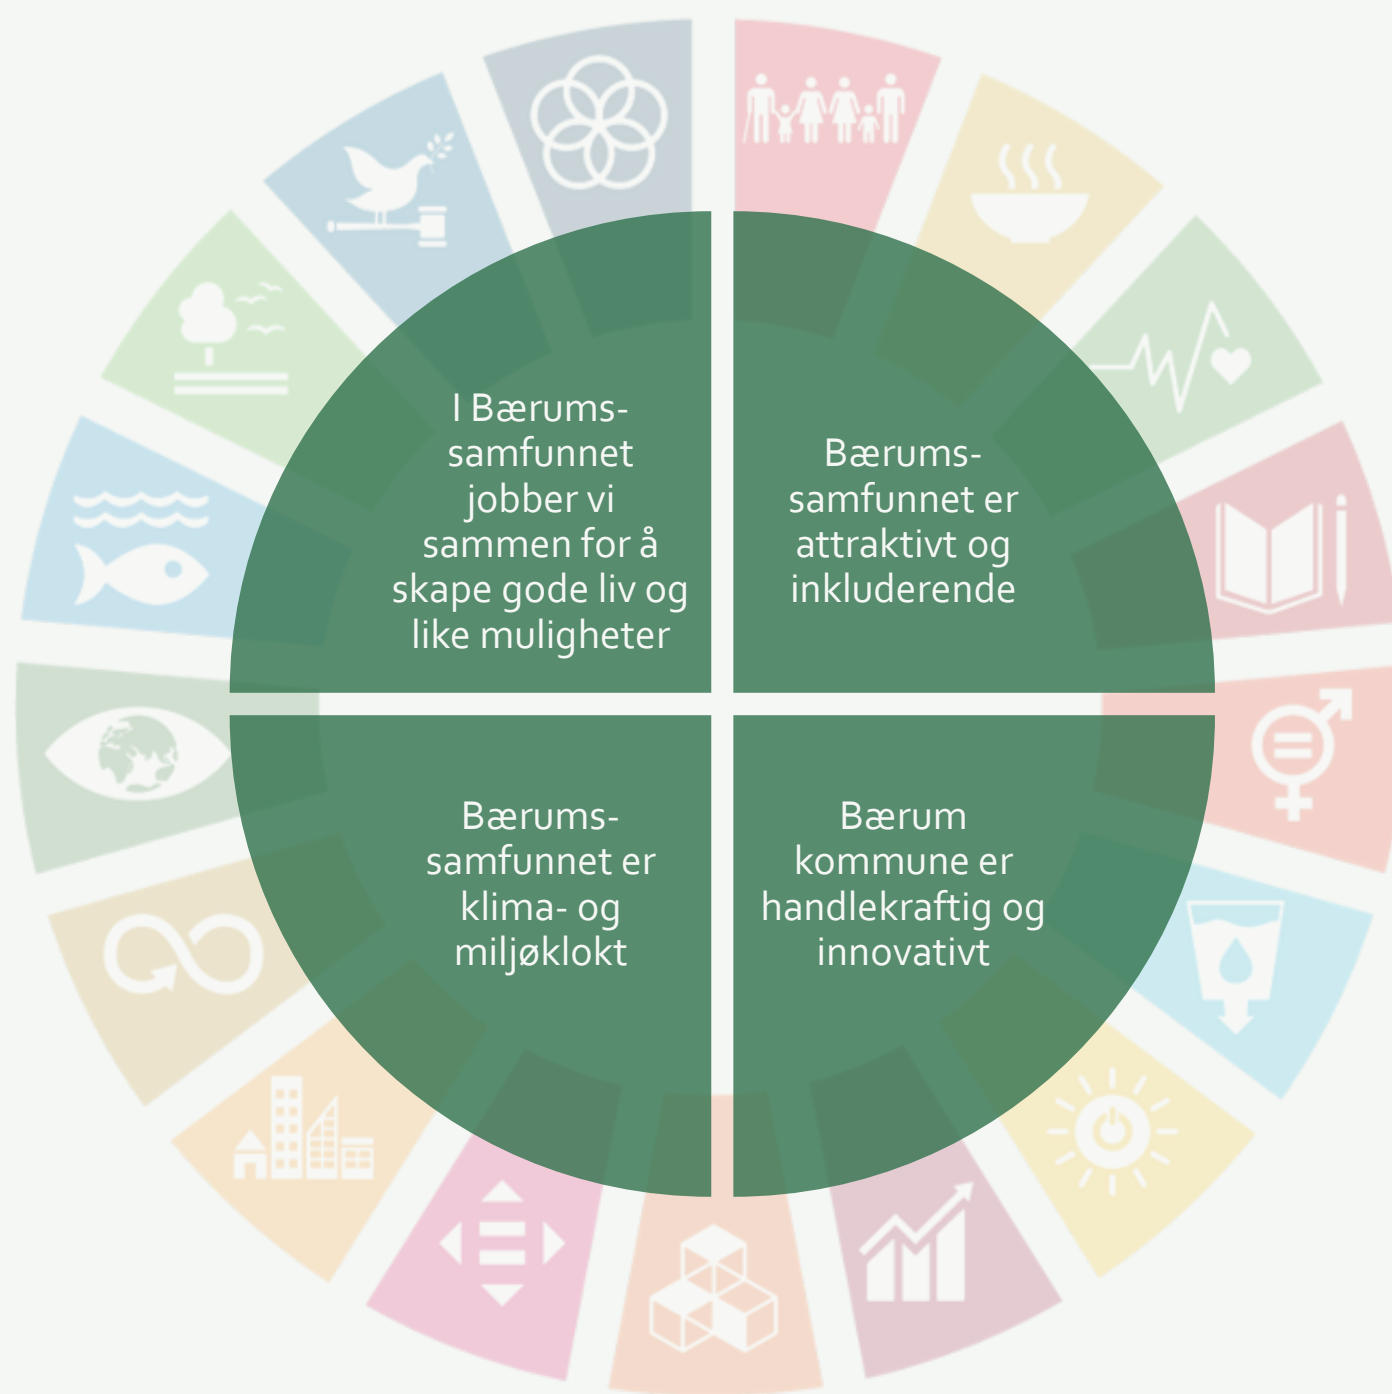 I Bærums-
samfunnet
jobber vi
sammen for å
skape gode liv og
like muligheter
Bærums-
samfunnet er
attraktivt og
inkluderende
Bærums-
samfunnet er
klima- og
miljøklokt
Bærum
kommune er
handlekraftig og
innovativt